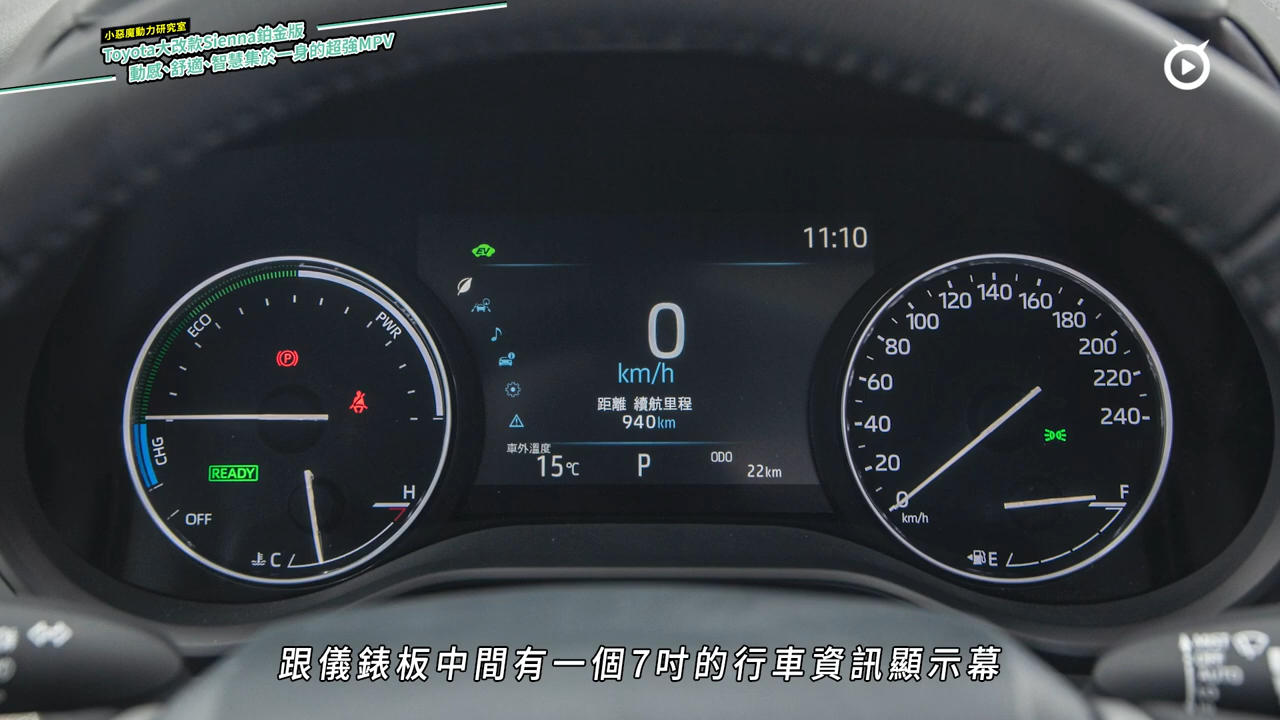 小惡魔動力研究室
Toyota大改款Sienna鉑金版
動感、舒適、智慧集於一身的超強MPV
EV
11:10
0
km/h
距離 續航里程
940km
車外溫度
15℃
P
ODO
22km
ECO
PWR
CHG
READY
OFF
H
C
0
20
40
60
80
100
120
140
160
180
200
220
240
km/h
F
E
AUTO
跟儀錶板中間有一個7吋的行車資訊顯示幕